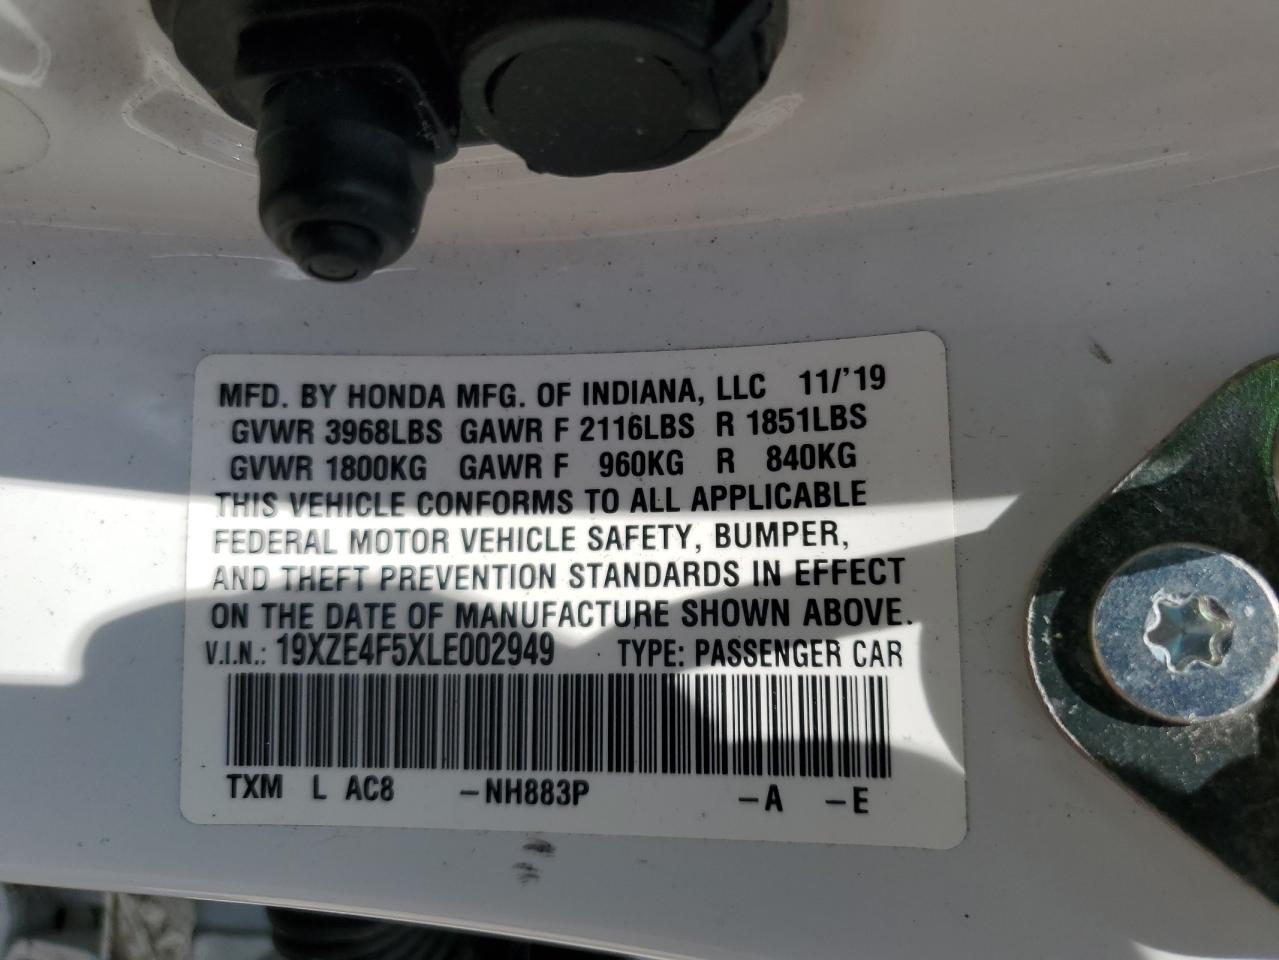 MFD. BY HONDA MFG. OF INDIANA, LLC 11/'19
GVWR 3968LBS GAWR F 2116LBS R 1851LBS
GVWR 1800KG GAWR F 960KG R 840KG
THIS VEHICLE CONFORMS TO ALL APPLICABLE
FEDERAL MOTOR VEHICLE SAFETY, BUMPER,
AND THEFT PREVENTION STANDARDS IN EFFECT
ON THE DATE OF MANUFACTURE SHOWN ABOVE.
V.I.N.: 19XZE4F5XLE002949 TYPE: PASSENGER CAR
TXM L AC8 -NH883P -A -E